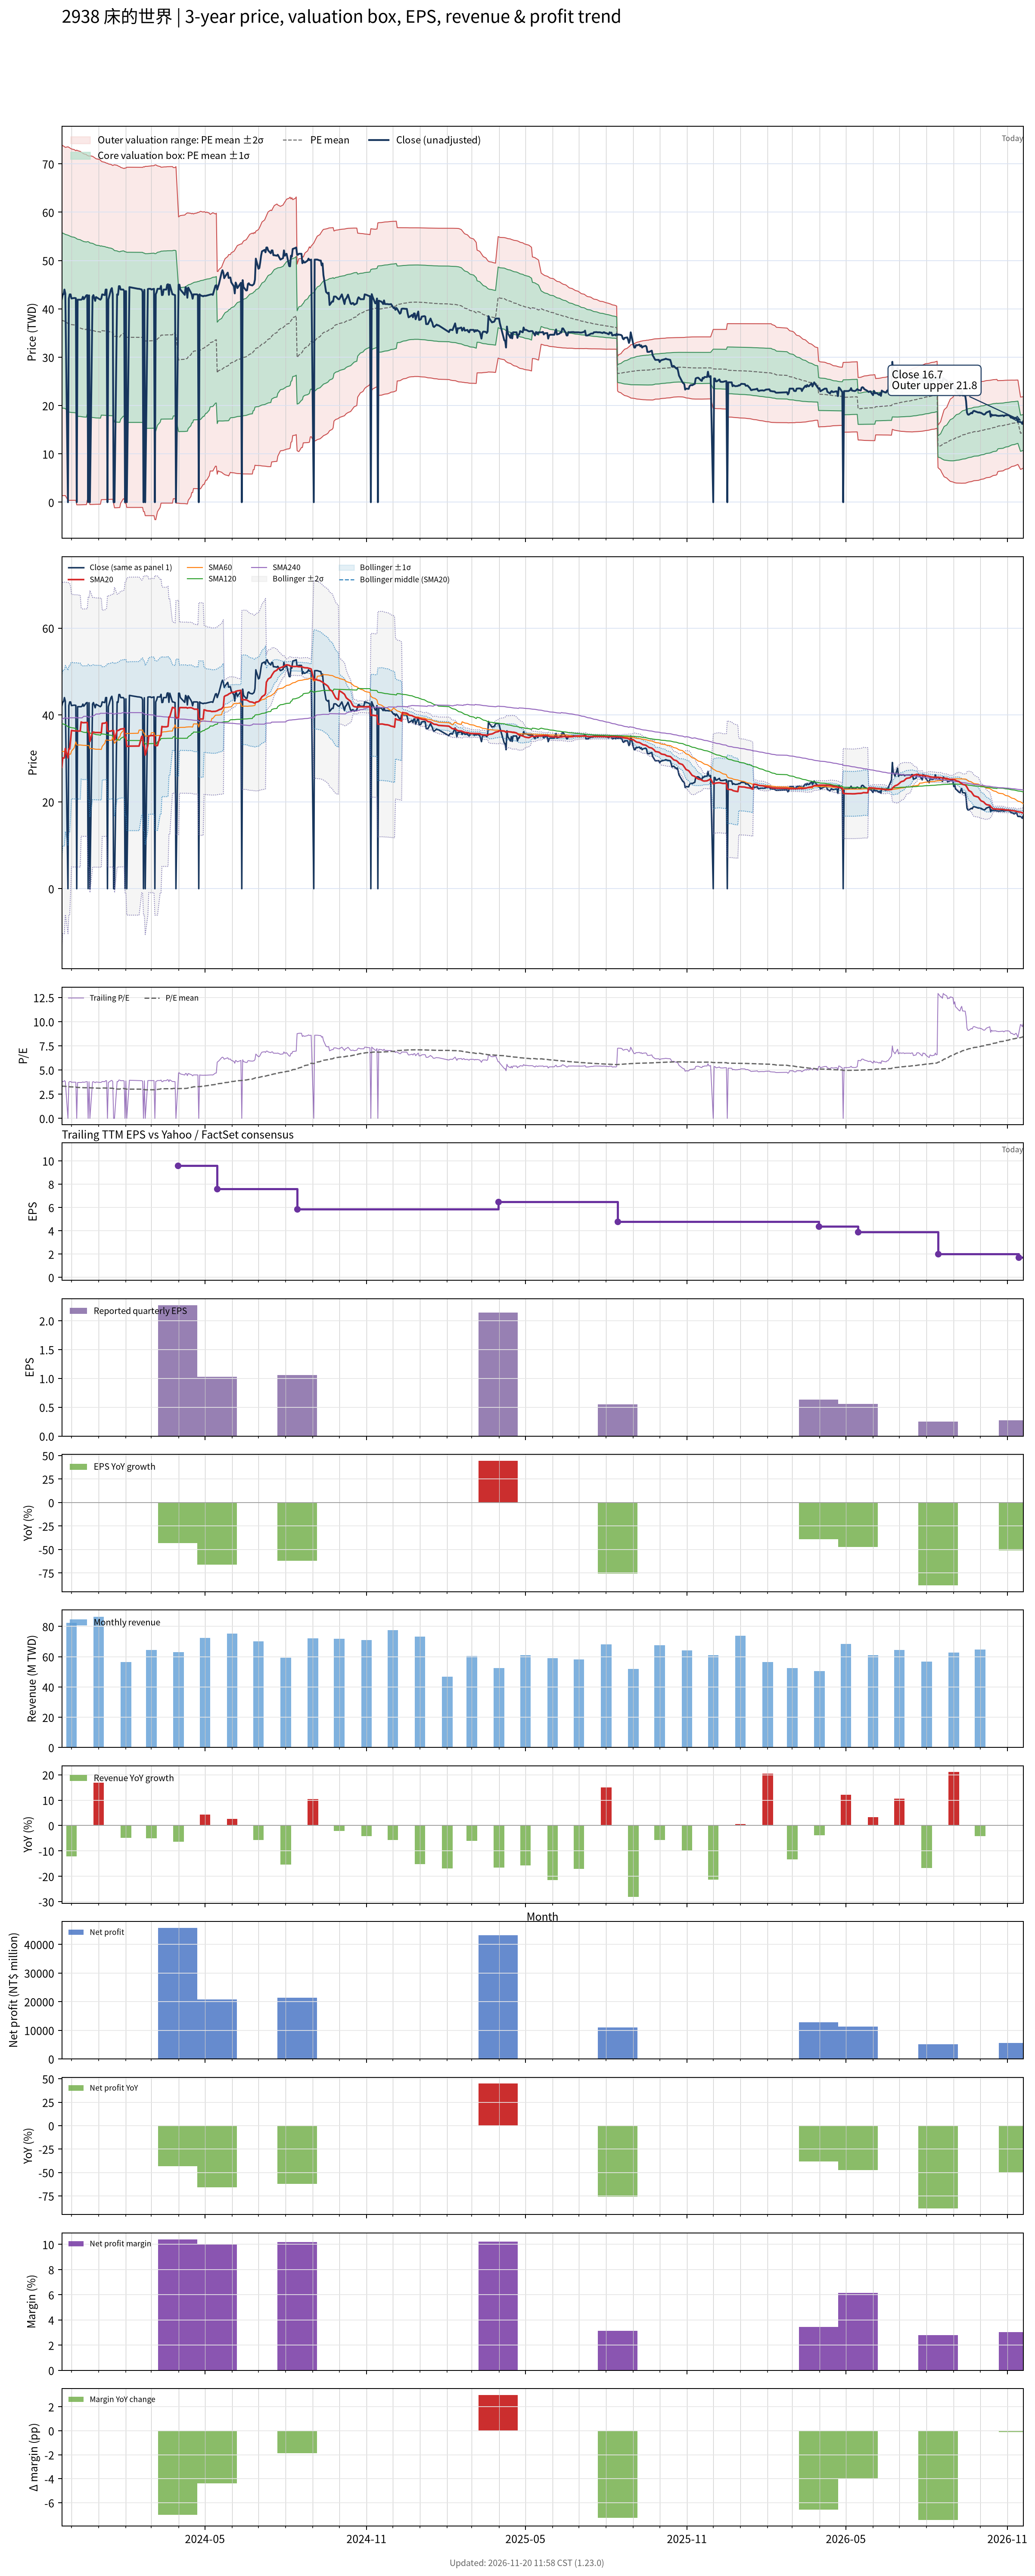 2938 床的世界 | 3-year price, valuation box, EPS, revenue & profit trend
Outer valuation range: PE mean ±2σ
PE mean
Close (unadjusted)
Core valuation box: PE mean ±1σ
Today
Close 16.7
Outer upper 21.8
Price (TWD)
70
60
50
40
30
20
10
0
Close (same as panel 1)
SMA20
SMA60
SMA120
SMA240
Bollinger ±2σ
Bollinger ±1σ
Bollinger middle (SMA20)
Price
60
40
20
0
Trailing P/E
P/E mean
P/E
12.5
10.0
7.5
5.0
2.5
0.0
Trailing TTM EPS vs Yahoo / FactSet consensus
Today
EPS
10
8
6
4
2
0
Reported quarterly EPS
EPS
2.0
1.5
1.0
0.5
0.0
EPS YoY growth
YoY (%)
50
25
0
-25
-50
-75
Monthly revenue
Revenue (M TWD)
80
60
40
20
0
Revenue YoY growth
YoY (%)
20
10
0
-10
-20
-30
Month
Net profit
Net profit (NT$ million)
40000
30000
20000
10000
0
Net profit YoY
YoY (%)
50
25
0
-25
-50
-75
Net profit margin
Margin (%)
10
8
6
4
2
0
Margin YoY change
Δ margin (pp)
2
0
-2
-4
-6
2024-05
2024-11
2025-05
2025-11
2026-05
2026-11
Updated: 2026-11-20 11:58 CST (1.23.0)